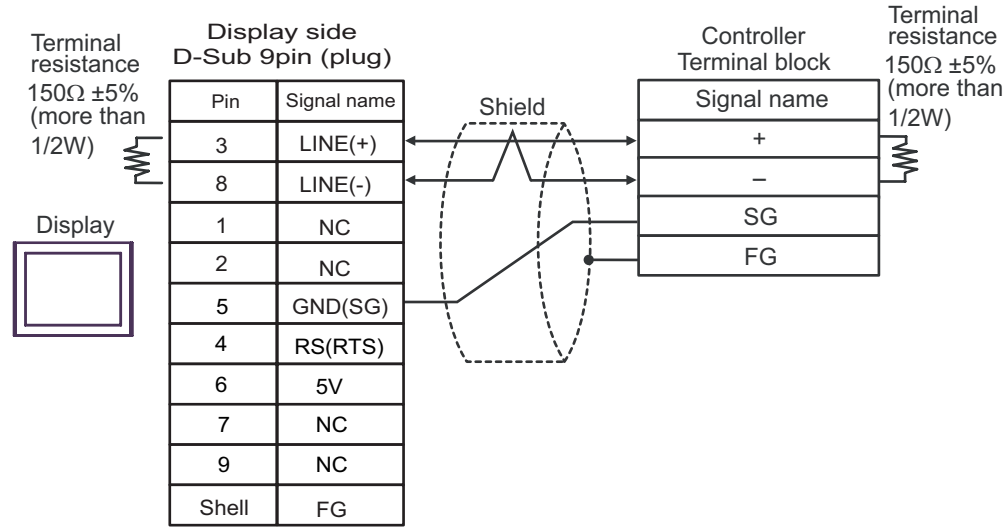 Terminal
resistance
150Ω ±5%
(more than
1/2W)
Display side
D-Sub 9pin (plug)
Pin Signal name
3 LINE(+)
8 LINE(-)
1 NC
2 NC
5 GND(SG)
4 RS(RTS)
6 5V
7 NC
9 NC
Shell FG
Display
Shield
Controller
Terminal block
Signal name
+
–
SG
FG
Terminal
resistance
150Ω ±5%
(more than
1/2W)